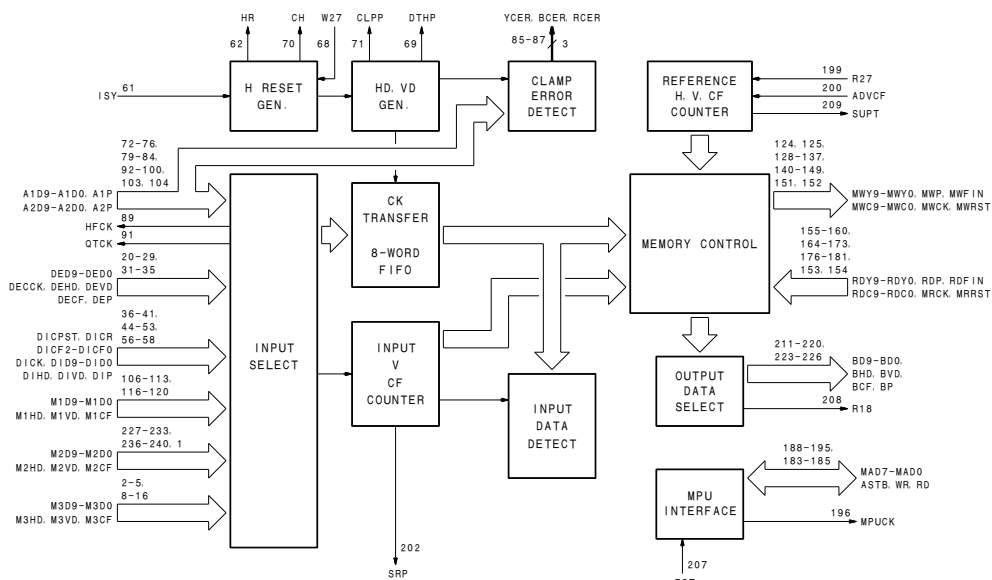 HR
CH
W27
CLPP
DTHP
YCER, BCER, RCER
62
70
68
71
69
85-87
3
ISY
61
H RESET
GEN.
HD, VD
GEN.
CLAMP
ERROR
DETECT
REFERENCE
H, V, CF
COUNTER
199
R27
200
ADVCF
209
SUPT
72-76,
79-84,
92-100,
103, 104
A1D9-A1D0, A1P
A2D9-A2D0, A2P
89
HFCK
91
QTCK
20-29,
31-35
DED9-DED0
DECCK, DEHD, DEVD
DECF, DEP
36-41,
44-53,
56-58
DICPST, DICR
DICF2-DICF0
DICK, DID9-DID0
DIHD, DIVD, DIP
106-113,
116-120
M1D9-M1D0
M1HD, M1VD, M1CF
227-233,
236-240, 1
M2D9-M2D0
M2HD, M2VD, M2CF
2-5,
8-16
M3D9-M3D0
M3HD, M3VD, M3CF
INPUT
SELECT
CK
TRANSFER
8-WORD
FIFO
INPUT
V
CF
COUNTER
INPUT
DATA
DETECT
202
SRP
MEMORY CONTROL
124, 125,
128-137,
140-149,
151, 152
MWY9-MWY0, MWP, MWFIN
MWC9-MWC0, MWCK, MWRST
155-160,
164-173,
176-181,
153, 154
RDY9-RDY0, RDP, RDFIN
RDC9-RDC0, MRCK, MRRST
OUTPUT
DATA
SELECT
211-220,
223-226
BD9-BD0,
BHD, BVD,
BCF, BP
208
R18
MPU
INTERFACE
188-195,
183-185
MAD7-MAD0
ASTB, WR, RD
196
MPUCK
207